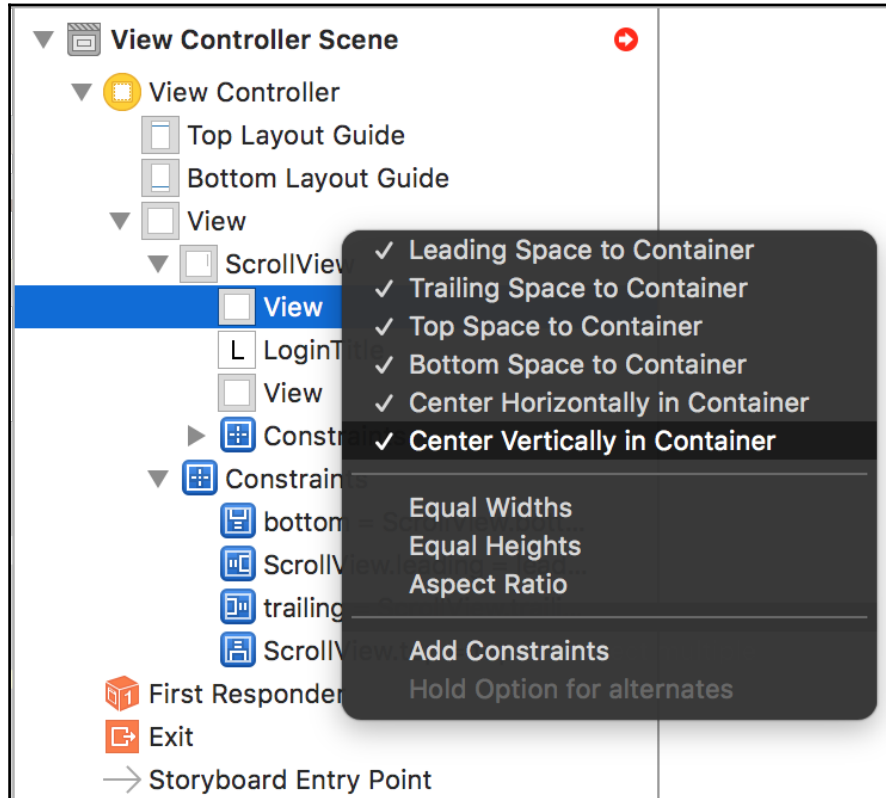 View Controller Scene
View Controller
Top Layout Guide
Bottom Layout Guide
View
ScrollView
View
L LoginTitle
View
Constraints
Constraints
bottom = ScrollView.bott...
ScrollView.leading = lead...
trailing =
ScrollView.t
First Responder
1
Exit
Storyboard Entry Point
✓ Leading Space to Container
✓ Trailing Space to Container
✓ Top Space to Container
✓ Bottom Space to Container
✓ Center Horizontally in Container
✓ Center Vertically in Container
Equal Widths
Equal Heights
Aspect Ratio
Add Constraints
Hold Option for alternates